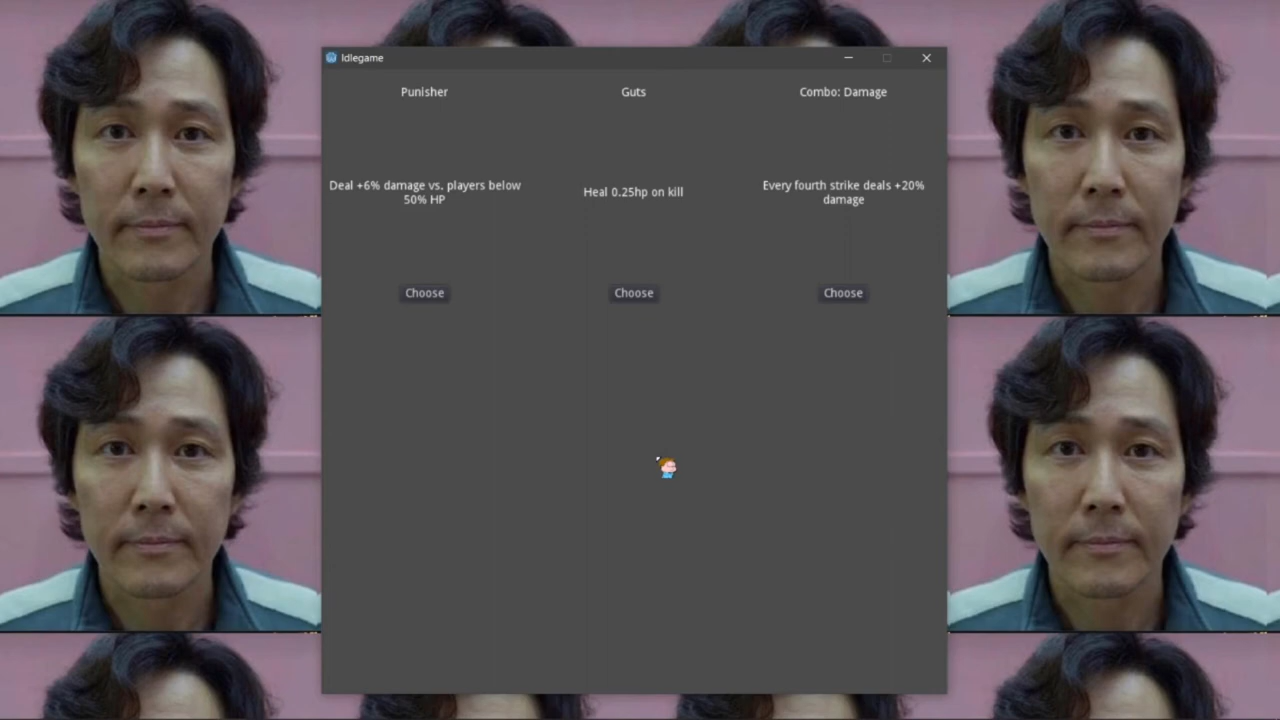 Idlegame
Punisher
Guts
Combo: Damage
Deal +6% damage vs. players below
50% HP
Heal 0.25hp on kill
Every fourth strike deals +20%
damage
Choose
Choose
Choose